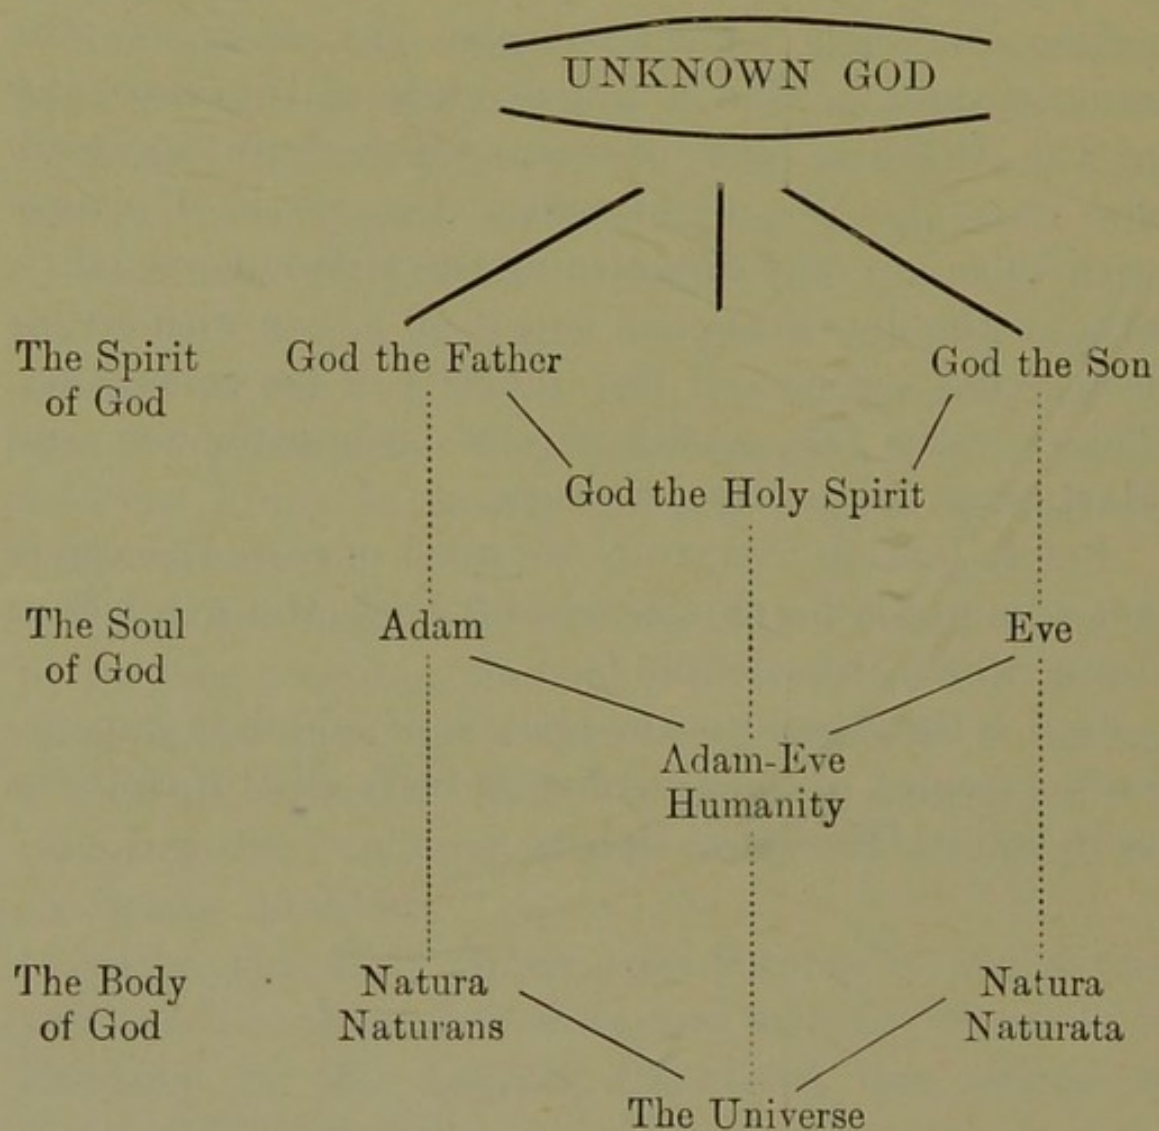 UNKNOWN GOD
The Spirit
of God
God the Father
God the Son
God the Holy Spirit
The Soul
of God
Adam
Eve
Adam-Eve
Humanity
The Body
of God
Natura
Naturans
Natura
Naturata
The Universe